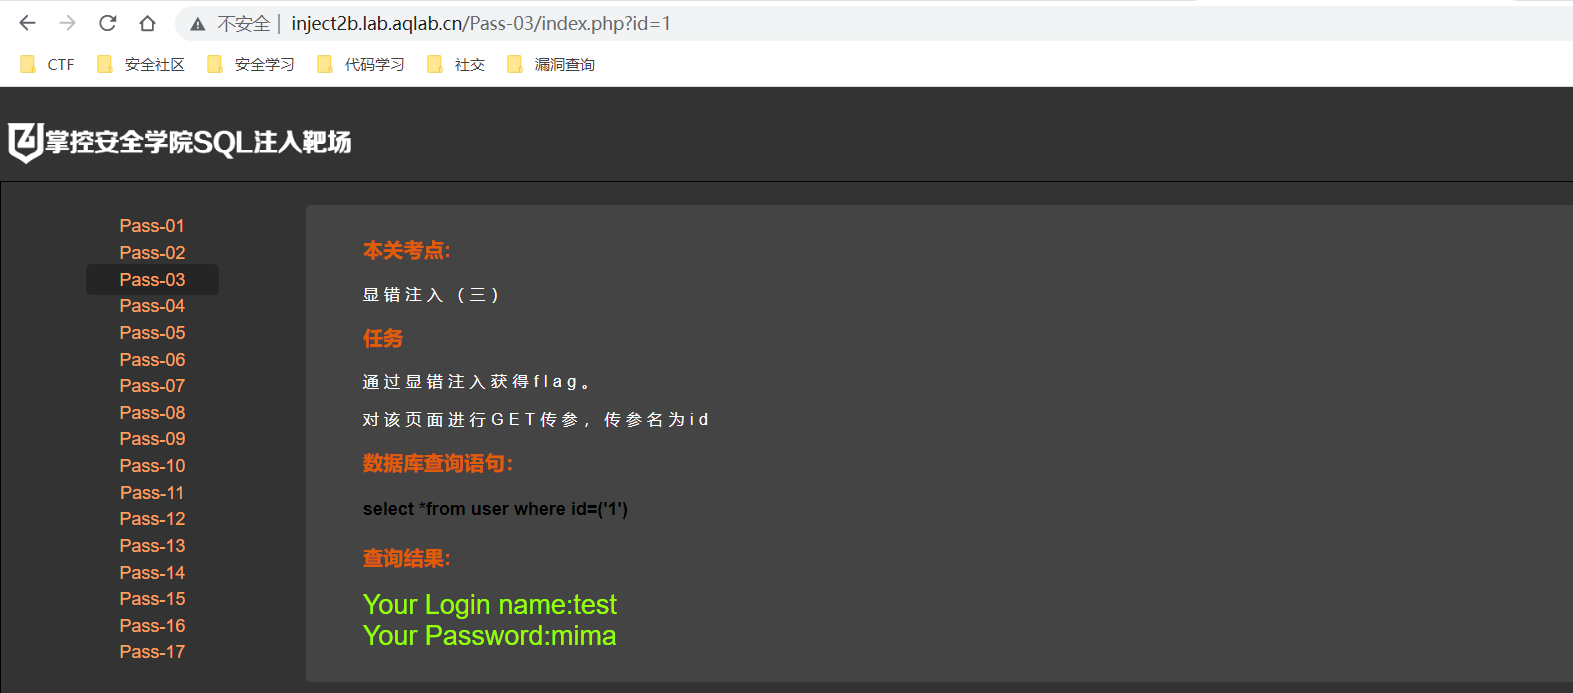 不安全 | inject2b.lab.aqlab.cn/Pass-03/index.php?id=1
CTF 安全社区 安全学习 代码学习 社交 漏洞查询
掌控安全学院SQL注入靶场
Pass-01
Pass-02
Pass-03
Pass-04
Pass-05
Pass-06
Pass-07
Pass-08
Pass-09
Pass-10
Pass-11
Pass-12
Pass-13
Pass-14
Pass-15
Pass-16
Pass-17
本关考点:
显错注入（三）
任务
通过显错注入获得flag。
对该页面进行GET传参，传参名为id
数据库查询语句：
select *from user where id=('1')
查询结果:
Your Login name:test
Your Password:mima